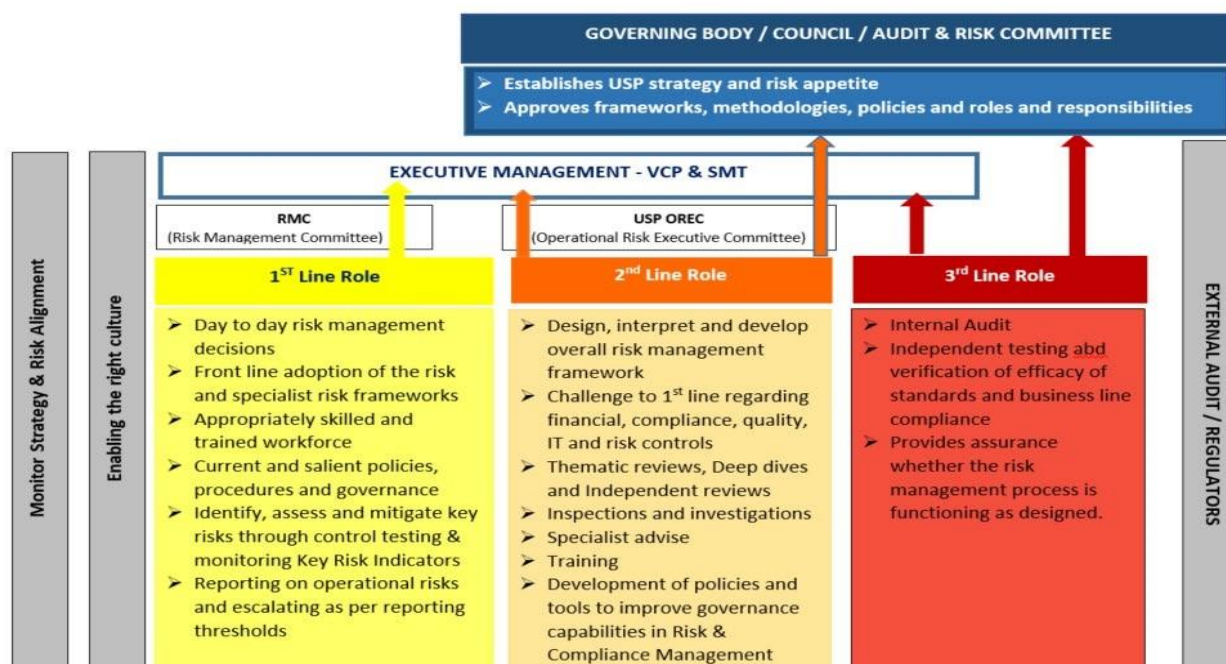 GOVERNING BODY / COUNCIL / AUDIT & RISK COMMITTEE
➢ Establishes USP strategy and risk appetite
➢ Approves frameworks, methodologies, policies and roles and responsibilities
Monitor Strategy & Risk Alignment
Enabling the right culture
EXECUTIVE MANAGEMENT - VCP & SMT
RMC
(Risk Management Committee)
USP OREC
(Operational Risk Executive Committee)
1ST Line Role
➢ Day to day risk management
decisions
➢ Front line adoption of the risk
and specialist risk frameworks
➢ Appropriately skilled and
trained workforce
➢ Current and salient policies,
procedures and governance
➢ Identify, assess and mitigate key
risks through control testing &
monitoring Key Risk Indicators
➢ Reporting on operational risks
and escalating as per reporting
thresholds
2nd Line Role
➢ Design, interpret and develop
overall risk management
framework
➢ Challenge to 1st line regarding
financial, compliance, quality,
IT and risk controls
➢ Thematic reviews, Deep dives
and Independent reviews
➢ Inspections and investigations
➢ Specialist advise
➢ Training
➢ Development of policies and
tools to improve governance
capabilities in Risk &
Compliance Management
3rd Line Role
➢ Internal Audit
➢ Independent testing abd
verification of efficacy of
standards and business line
compliance
➢ Provides assurance
whether the risk
management process is
functioning as designed.
EXTERNAL AUDIT / REGULATORS